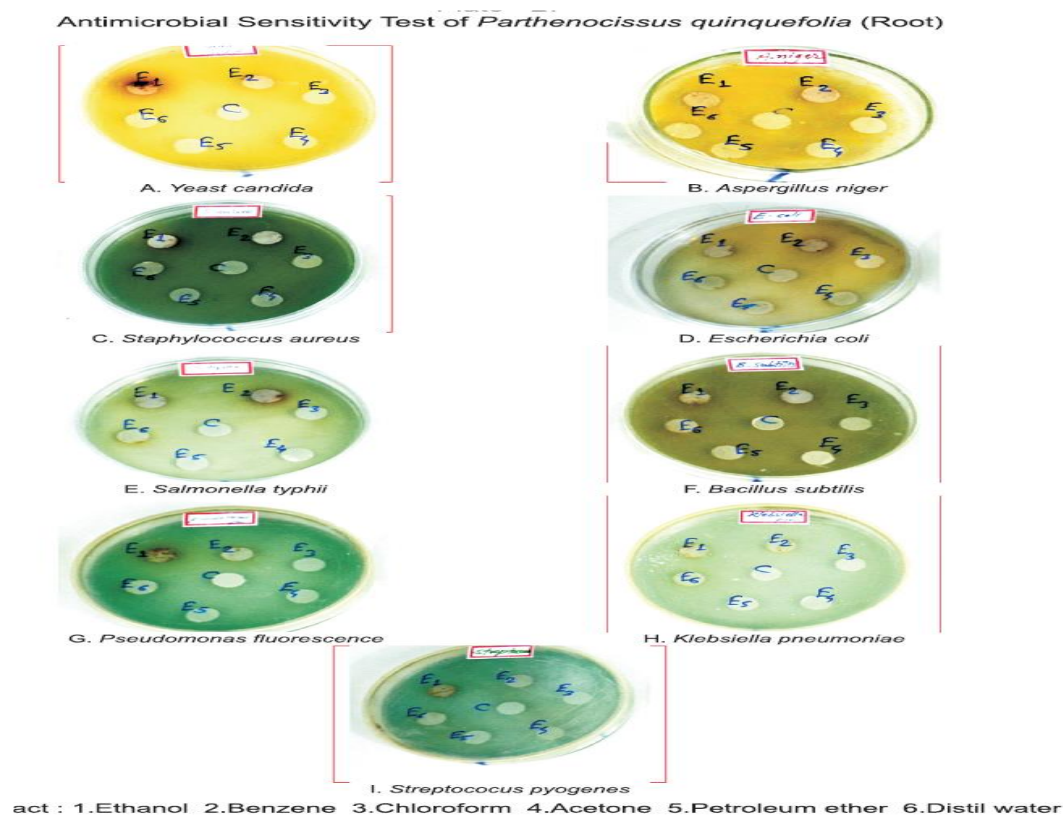 Antimicrobial Sensitivity Test of Parthenocissus quinquefolia (Root)
E1 E2 E3 E6 C E5 E4
A. Yeast candida
A. niger
E1 E2 E3 E6 C E5 E4
B. Aspergillus niger
E1 E2 E3 E6 C E5 E4
C. Staphylococcus aureus
E. coli
E1 E2 E3 E6 C E5 E4
D. Escherichia coli
E1 E2 E3 E6 C E5 E4
E. Salmonella typhii
B. subtilis
E1 E2 E3 E6 C E5 E4
F. Bacillus subtilis
E1 E2 E3 E6 C E5 E4
G. Pseudomonas fluorescence
Klebsiella
E1 E2 E3 E6 C E5 E4
H. Klebsiella pneumoniae
E1 E2 E3 E6 C E5 E4
I. Streptococus pyogenes
act : 1.Ethanol 2.Benzene 3.Chloroform 4.Acetone 5.Petroleum ether 6.Distil water